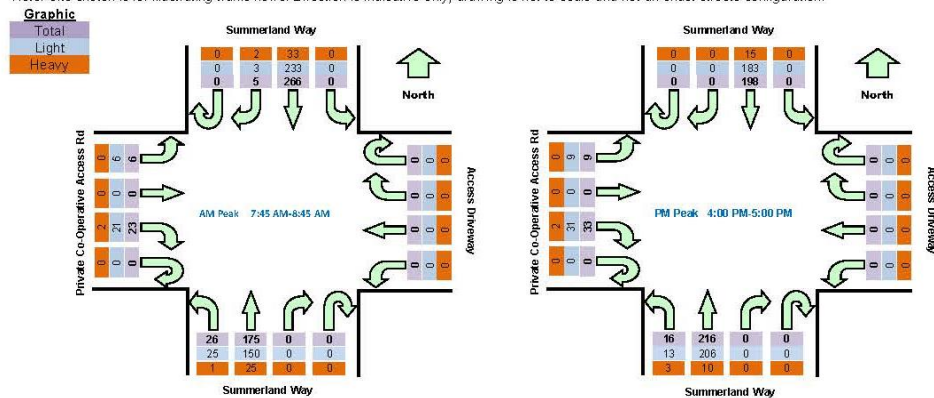 Graphic
Total
Light
Heavy
Summerland Way
0 2 33 0
0 3 233 0
0 5 266 0
North
Private Co-Operative Access Rd
0 6 6
0 0 0
2 21 23
0 0 0
AM Peak 7:45 AM-8:45 AM
0 0 0
0 0 0
0 0 0
0 0 0
Access Driveway
26 175 0 0
25 150 0 0
1 25 0 0
Summerland Way
Summerland Way
0 0 15 0
0 0 183 0
0 0 198 0
North
Private Co-Operative Access Rd
0 9 9
0 0 0
2 31 33
0 0 0
PM Peak 4:00 PM-5:00 PM
0 0 0
0 0 0
0 0 0
0 0 0
Access Driveway
16 216 0 0
13 206 0 0
3 10 0 0
Summerland Way